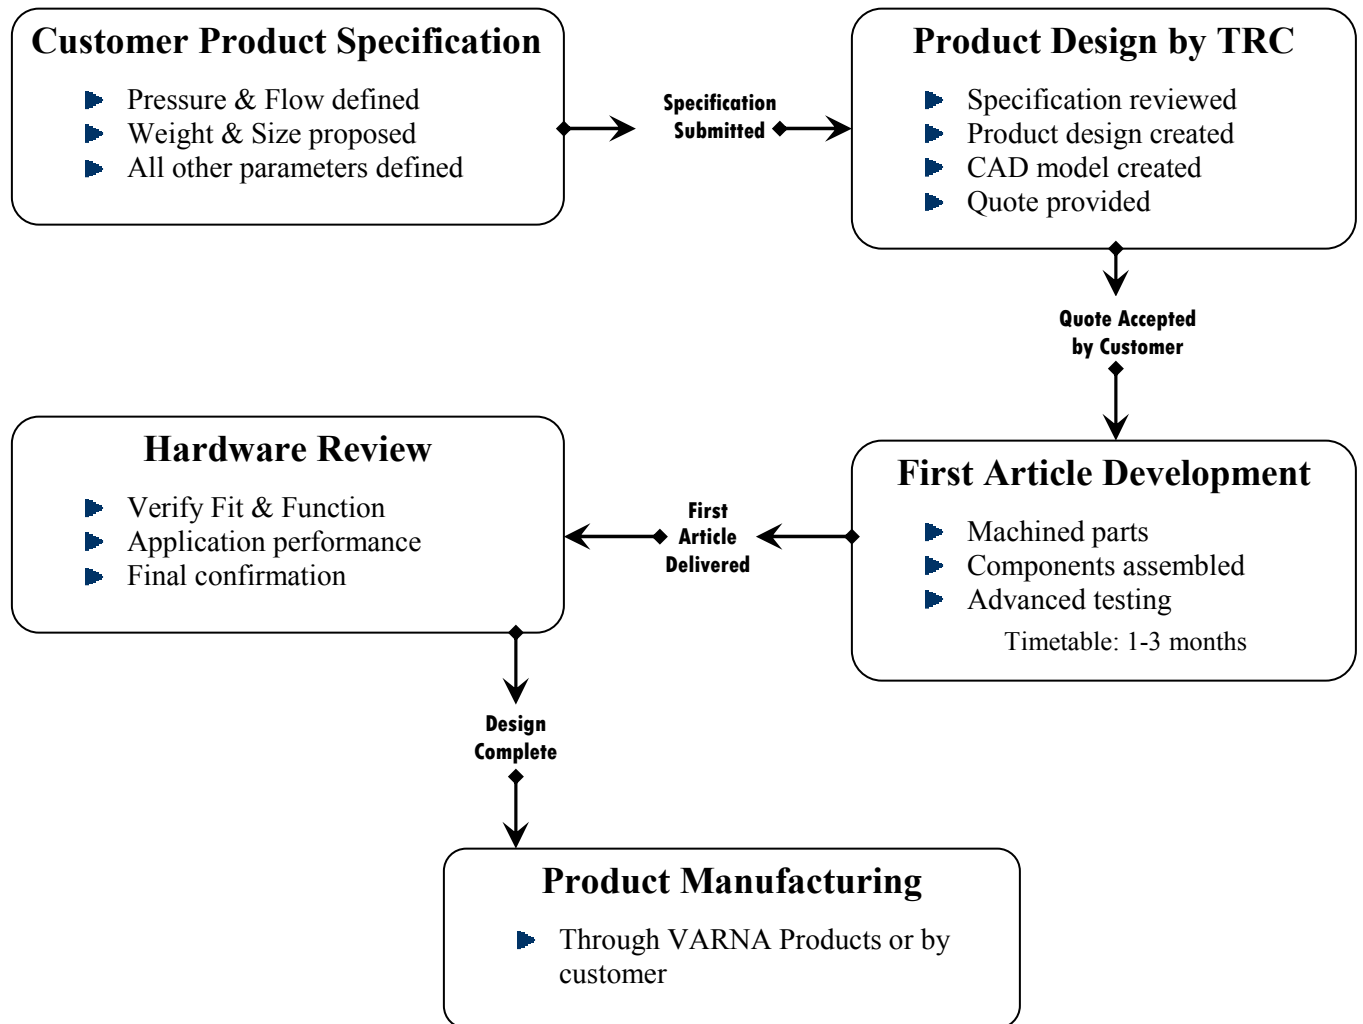 Customer Product Specification
Pressure & Flow defined
Weight & Size proposed
All other parameters defined
Specification
Submitted
Product Design by TRC
Specification reviewed
Product design created
CAD model created
Quote provided
Quote Accepted
by Customer
First Article Development
Machined parts
Components assembled
Advanced testing
Timetable: 1-3 months
First
Article
Delivered
Hardware Review
Verify Fit & Function
Application performance
Final confirmation
Design
Complete
Product Manufacturing
Through VARNA Products or by
customer